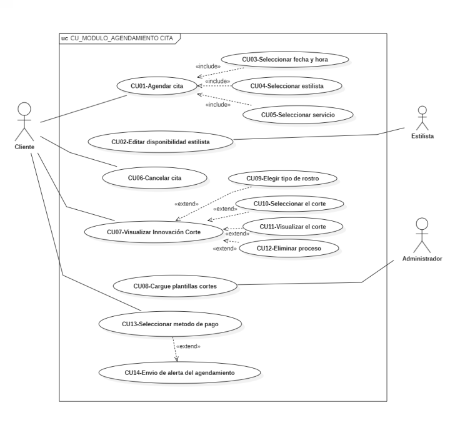 uc CU_MODULO_AGENDAMIENTO CITA
CU03-Seleccionar fecha y hora
«include»
CU01-Agendar cita
«include»
CU04-Seleccionar estilista
«include»
CU05-Seleccionar servicio
Cliente
CU02-Editar disponibilidad estilista
Estilista
CU06-Cancelar cita
CU09-Elegir tipo de rostro
«extend»
CU10-Seleccionar el corte
«extend»
CU07-Visualizar Innovación Corte
CU11-Visualizar el corte
«extend»
CU12-Eliminar proceso
«extend»
Administrador
CU08-Cargue plantillas cortes
CU13-Seleccionar metodo de pago
«extend»
CU14-Envio de alerta del agendamiento